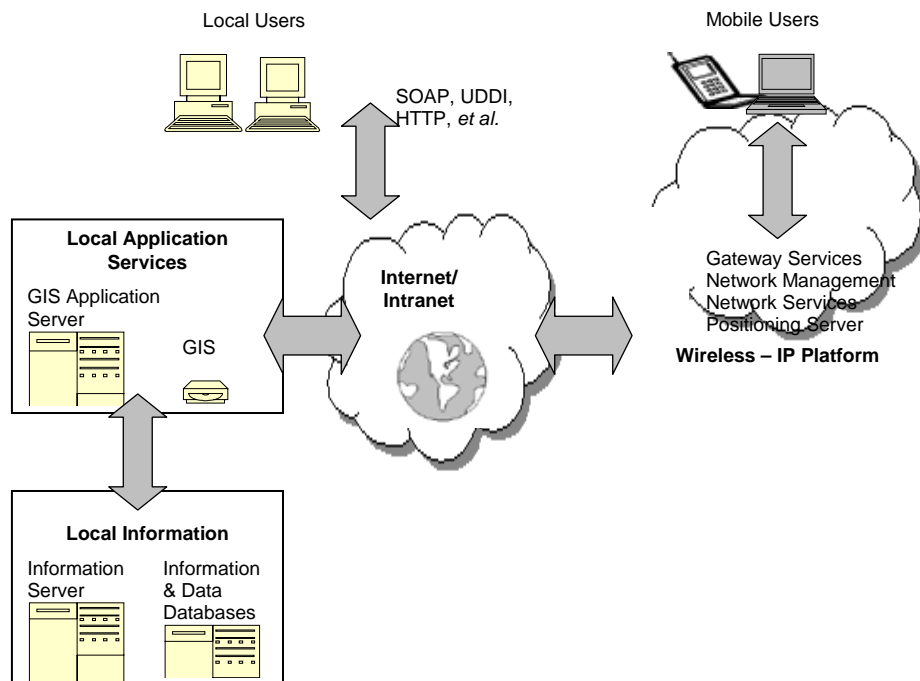 Local Users
Mobile Users
SOAP, UDDI,
HTTP, et al.
Local Application
Services
GIS Application
Server
GIS
Internet/
Intranet
Gateway Services
Network Management
Network Services
Positioning Server
Wireless – IP Platform
Local Information
Information
Server
Information
& Data
Databases